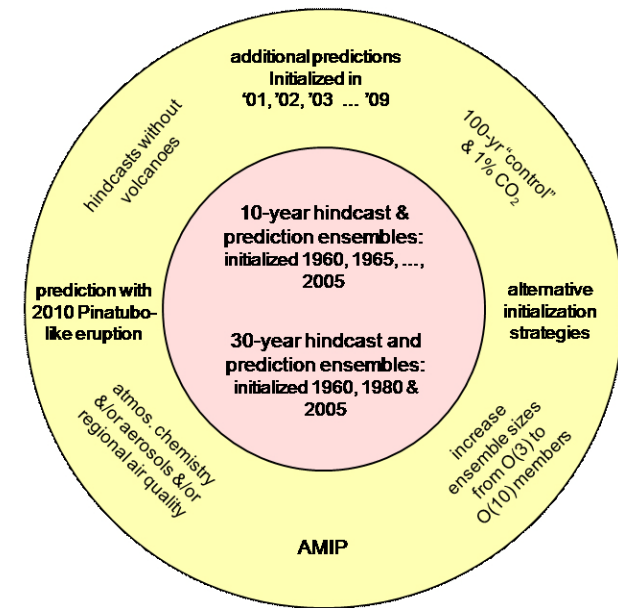 additional predictions
Initialized in
'01, '02, '03 ... '09
hindcasts without
volcanoes
100-yr "control"
& 1% CO₂
10-year hindcast &
prediction ensembles:
initialized 1960, 1965, ...,
2005
prediction with
2010 Pinatubo-
like eruption
alternative
initialization
strategies
30-year hindcast and
prediction ensembles:
initialized 1960, 1980 &
2005
atmos. chemistry
&/or aerosols &/or
regional air quality
increase
ensemble sizes
from O(3) to
O(10) members
AMIP